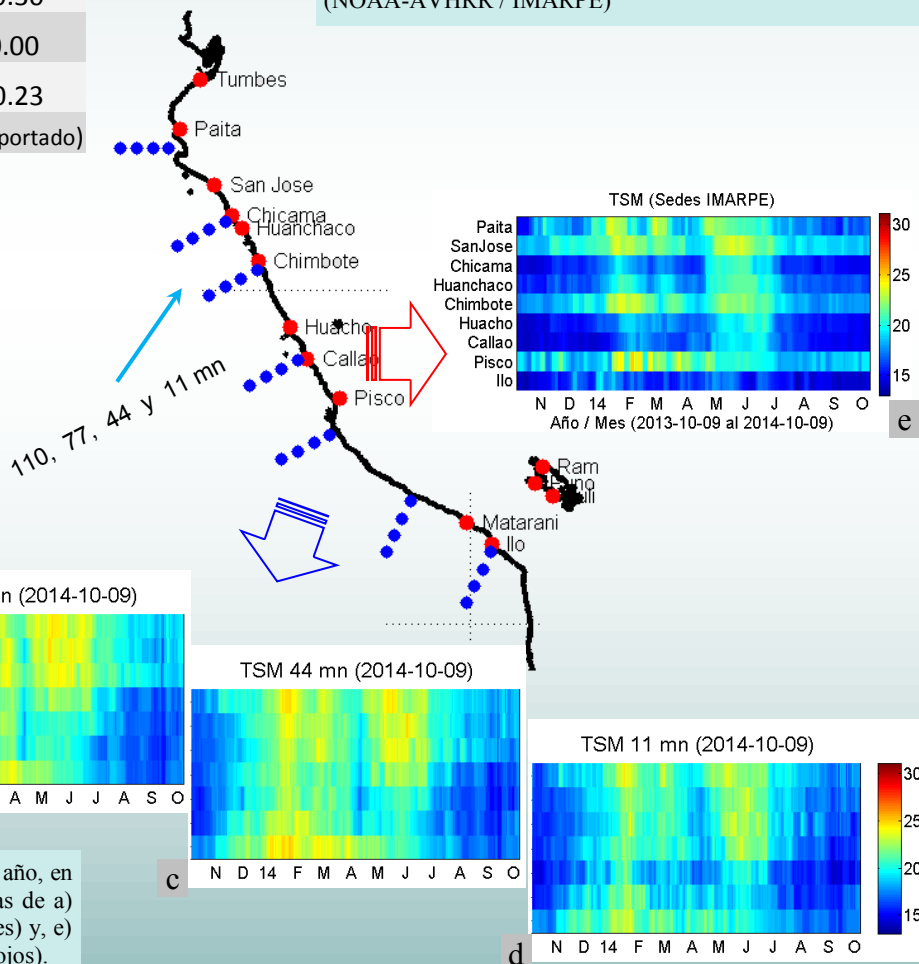 0.00
0.23
portado)
(NOAA-AVHRR / IMARPE)
Tumbes
Paita
San Jose
Chicama
Huanchaco
Chimbote
Huacho
Callao
Pisco
110, 77, 44 y 11 mn
Ram
Matarani
Ilo
TSM (Sedes IMARPE)
Paita
SanJose
Chicama
Huanchaco
Chimbote
Huacho
Callao
Pisco
Ilo
30
25
20
15
N D 14 F M A M J J A S O
Año / Mes (2013-10-09 al 2014-10-09)
e
n (2014-10-09)
A M J J A S O
TSM 44 mn (2014-10-09)
N D 14 F M A M J J A S O
c
TSM 11 mn (2014-10-09)
30
25
20
15
N D 14 F M A M J J A S O
d
año, en
as de a)
es) y, e)
ojos).